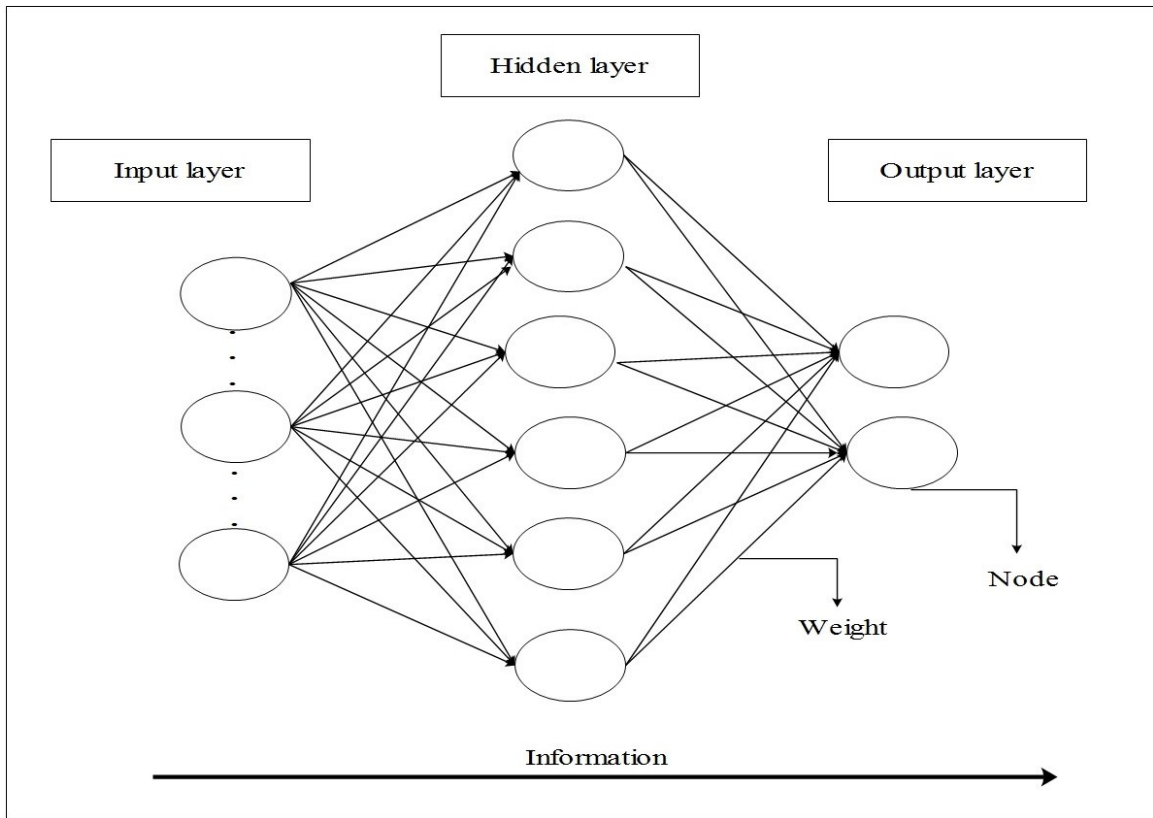 Hidden layer
Input layer
Output layer
Node
Weight
Information